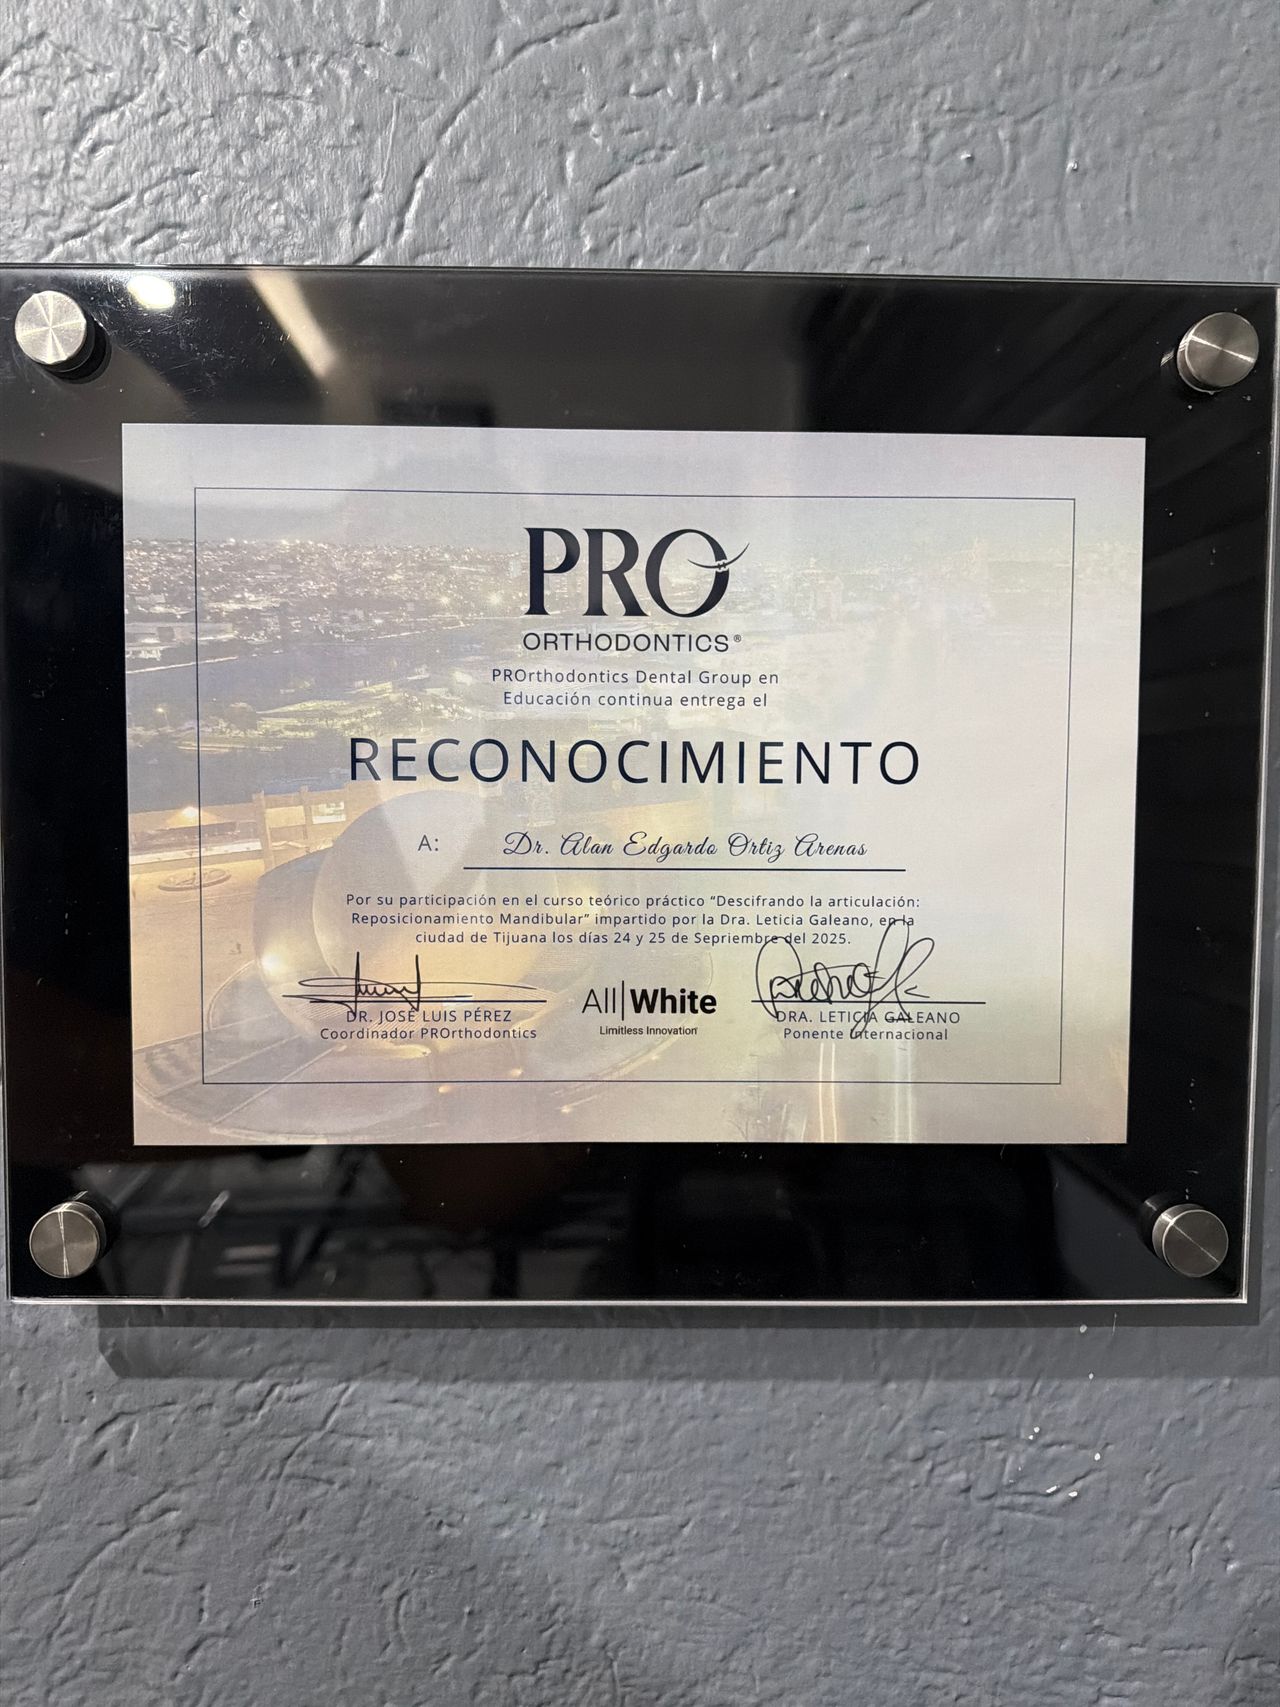 PRO
ORTHODONTICS®
PROrthodontics Dental Group en
Educación continua entrega el
RECONOCIMIENTO
A: Dr. Alan Edgardo Ortiz Arenas
Por su participación en el curso teórico práctico “Descifrando la articulación:
Reposicionamiento Mandibular” impartido por la Dra. Leticia Galeano, en la
ciudad de Tijuana los días 24 y 25 de Sepriembre del 2025.
DR. JOSÉ LUIS PÉREZ
Coordinador PROrthodontics
All|White
Limitless Innovation
DRA. LETICIA GALEANO
Ponente Internacional